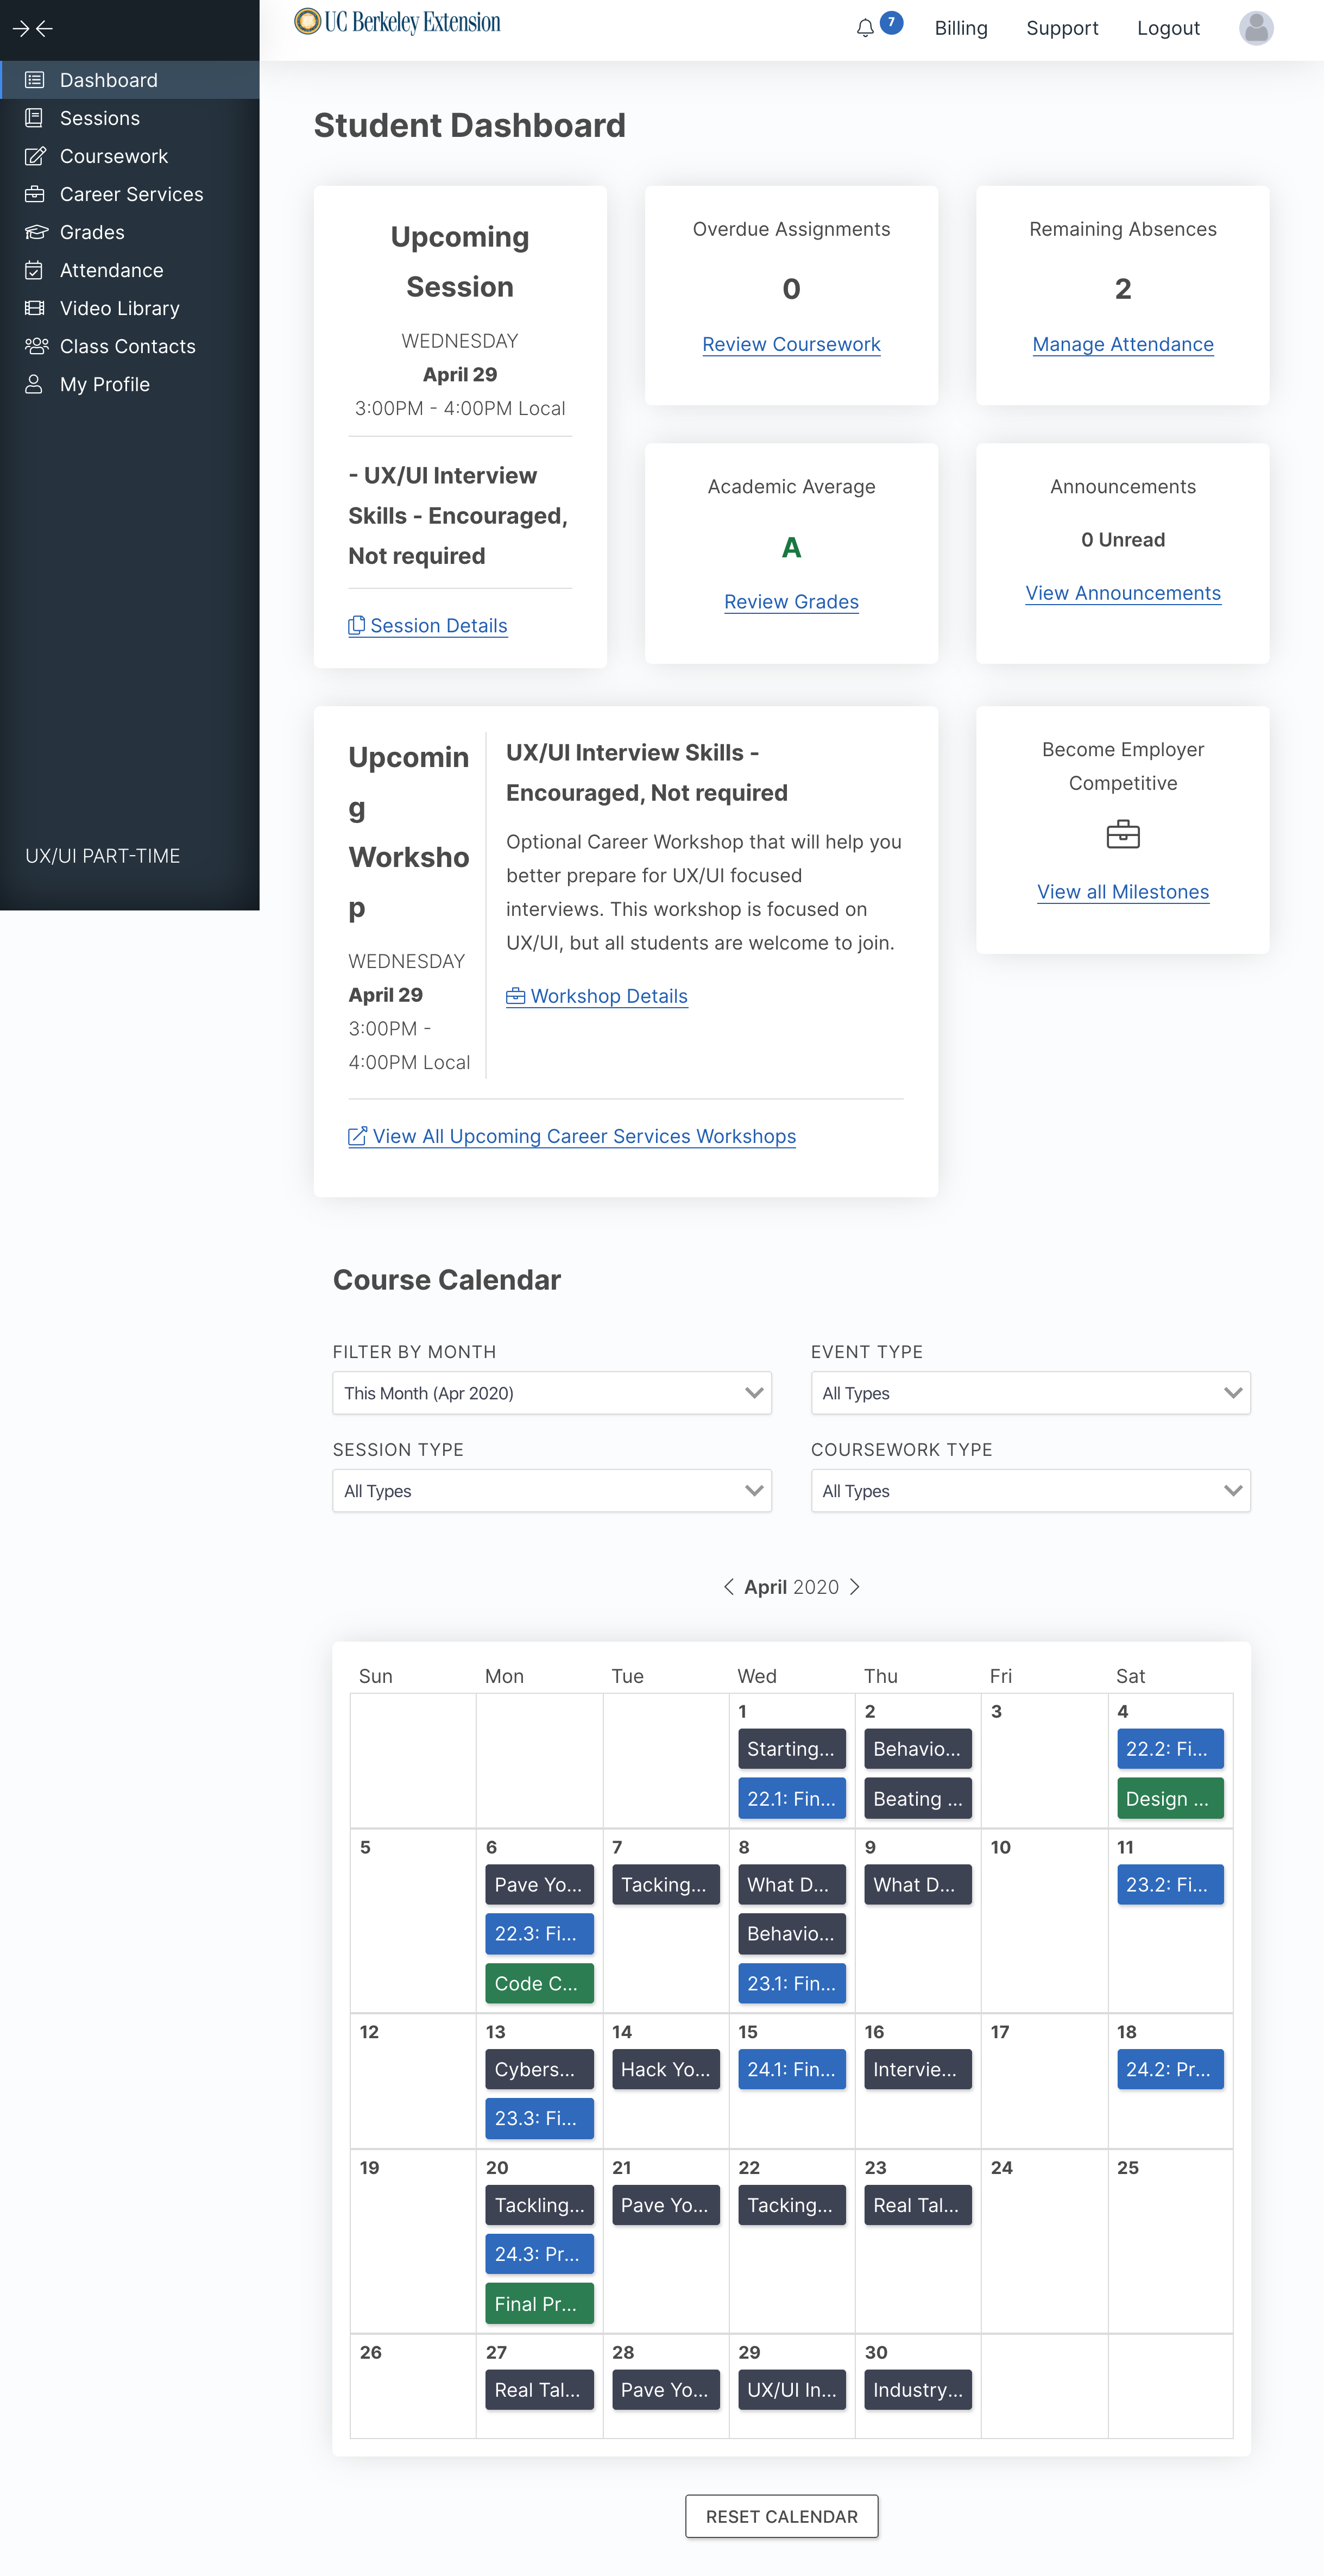 UC Berkeley Extension
7
Billing
Support
Logout
Dashboard
Sessions
Coursework
Career Services
Grades
Attendance
Video Library
Class Contacts
My Profile
UX/UI PART-TIME
Student Dashboard
Upcoming
Session
WEDNESDAY
April 29
3:00PM - 4:00PM Local
- UX/UI Interview
Skills - Encouraged,
Not required
Session Details
Overdue Assignments
0
Review Coursework
Remaining Absences
2
Manage Attendance
Academic Average
A
Review Grades
Announcements
0 Unread
View Announcements
Upcomin
g
Worksho
p
WEDNESDAY
April 29
3:00PM -
4:00PM Local
UX/UI Interview Skills -
Encouraged, Not required
Optional Career Workshop that will help you
better prepare for UX/UI focused
interviews. This workshop is focused on
UX/UI, but all students are welcome to join.
Workshop Details
View All Upcoming Career Services Workshops
Become Employer
Competitive
View all Milestones
Course Calendar
FILTER BY MONTH
This Month (Apr 2020)
EVENT TYPE
All Types
SESSION TYPE
All Types
COURSEWORK TYPE
All Types
April 2020
Sun Mon Tue Wed Thu Fri Sat
1
Starting...
22.1: Fin...
2
Behavio...
Beating ...
3
4
22.2: Fi...
Design ...
5
6
Pave Yo...
22.3: Fi...
Code C...
7
Tacking...
8
What D...
Behavio...
23.1: Fin...
9
What D...
10
11
23.2: Fi...
12
13
Cybers...
23.3: Fi...
14
Hack Yo...
15
24.1: Fin...
16
Intervie...
17
18
24.2: Pr...
19
20
Tackling...
24.3: Pr...
Final Pr...
21
Pave Yo...
22
Tacking...
23
Real Tal...
24
25
26
27
Real Tal...
28
Pave Yo...
29
UX/UI In...
30
Industry...
RESET CALENDAR